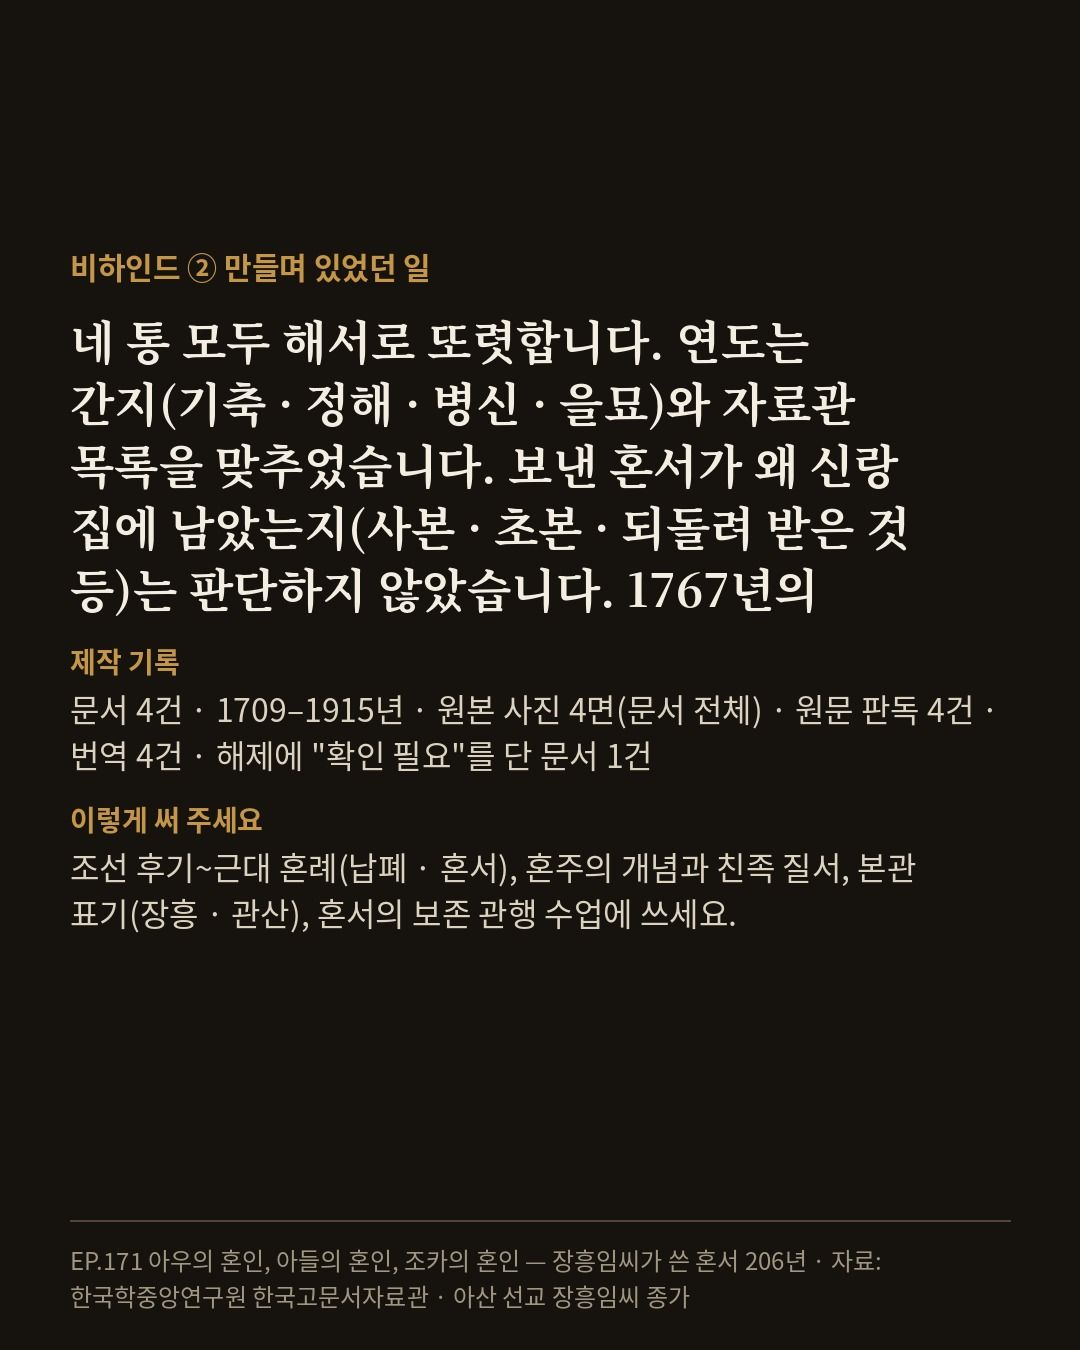 비하인드 ② 만들며 있었던 일
네 통 모두 해서로 또렷합니다. 연도는
간지(기축 · 정해 · 병신 · 을묘)와 자료관
목록을 맞추었습니다. 보낸 혼서가 왜 신랑
집에 남았는지(사본 · 초본 · 되돌려 받은 것
등)는 판단하지 않았습니다. 1767년의
제작 기록
문서 4건 · 1709–1915년 · 원본 사진 4면(문서 전체) · 원문 판독 4건 ·
번역 4건 · 해제에 "확인 필요"를 단 문서 1건
이렇게 써 주세요
조선 후기~근대 혼례(납폐 · 혼서), 혼주의 개념과 친족 질서, 본관
표기(장흥 · 관산), 혼서의 보존 관행 수업에 쓰세요.
EP.171 아우의 혼인, 아들의 혼인, 조카의 혼인 — 장흥임씨가 쓴 혼서 206년 · 자료:
한국학중앙연구원 한국고문서자료관 · 아산 선교 장흥임씨 종가